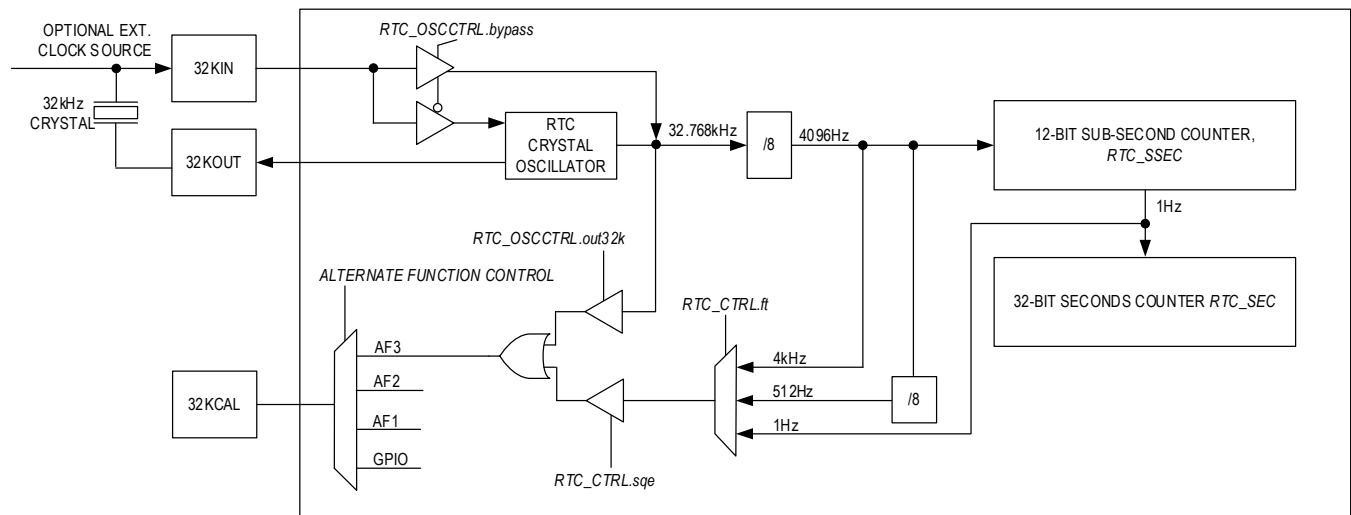 OPTIONAL EXT.
CLOCK SOURCE
32KIN
RTC_OSCCTRL.bypass
32kHz
CRYSTAL
32KOUT
RTC
CRYSTAL
OSCILLATOR
32.768kHz
/8
4096Hz
12-BIT SUB-SECOND COUNTER,
RTC_SSEC
1Hz
32-BIT SECONDS COUNTER RTC_SEC
RTC_OSCCTRL.out32k
ALTERNATE FUNCTION CONTROL
RTC_CTRL.ft
4kHz
512Hz
/8
1Hz
AF3
AF2
AF1
GPIO
32KCAL
RTC_CTRL.sqe